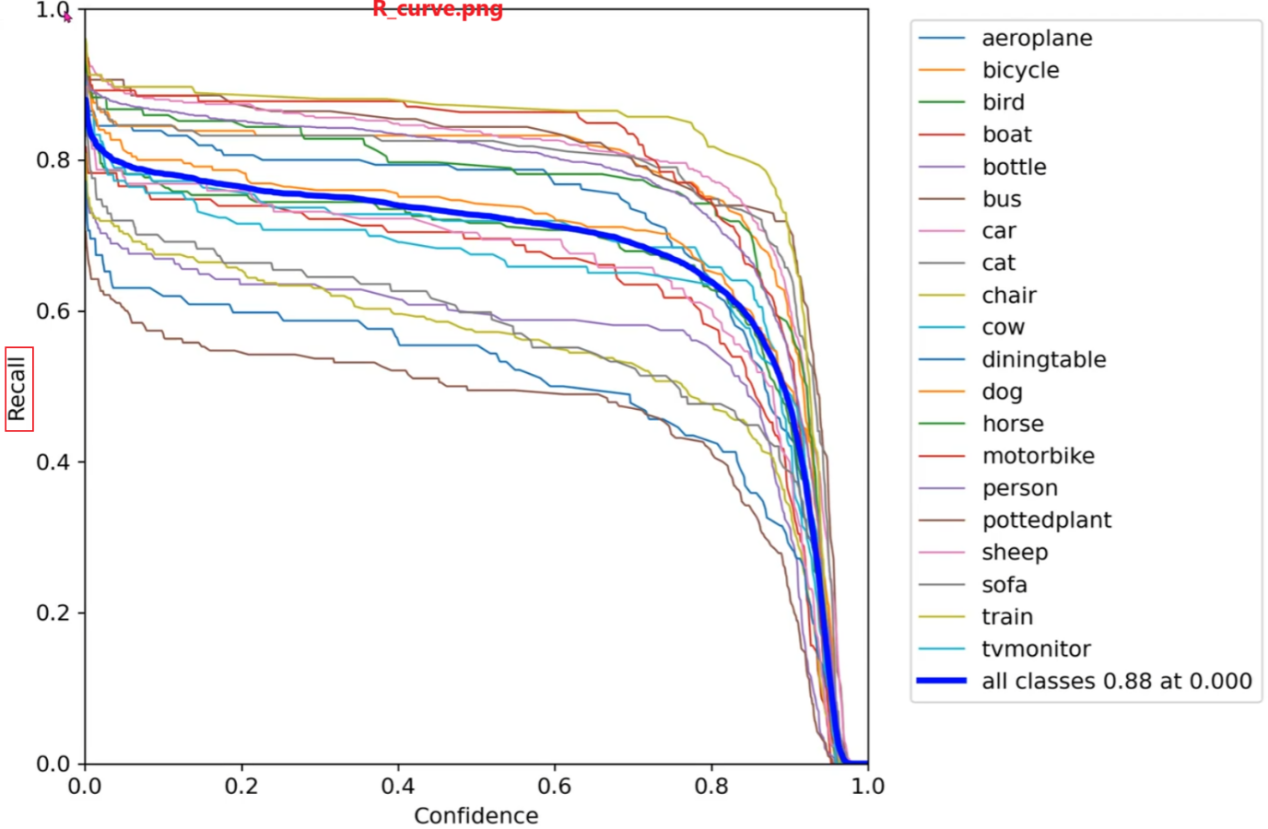 R_curve.png
1.0
0.8
0.6
0.4
0.2
0.0
Recall
0.0 0.2 0.4 0.6 0.8 1.0
Confidence
aeroplane
bicycle
bird
boat
bottle
bus
car
cat
chair
cow
diningtable
dog
horse
motorbike
person
pottedplant
sheep
sofa
train
tvmonitor
all classes 0.88 at 0.000